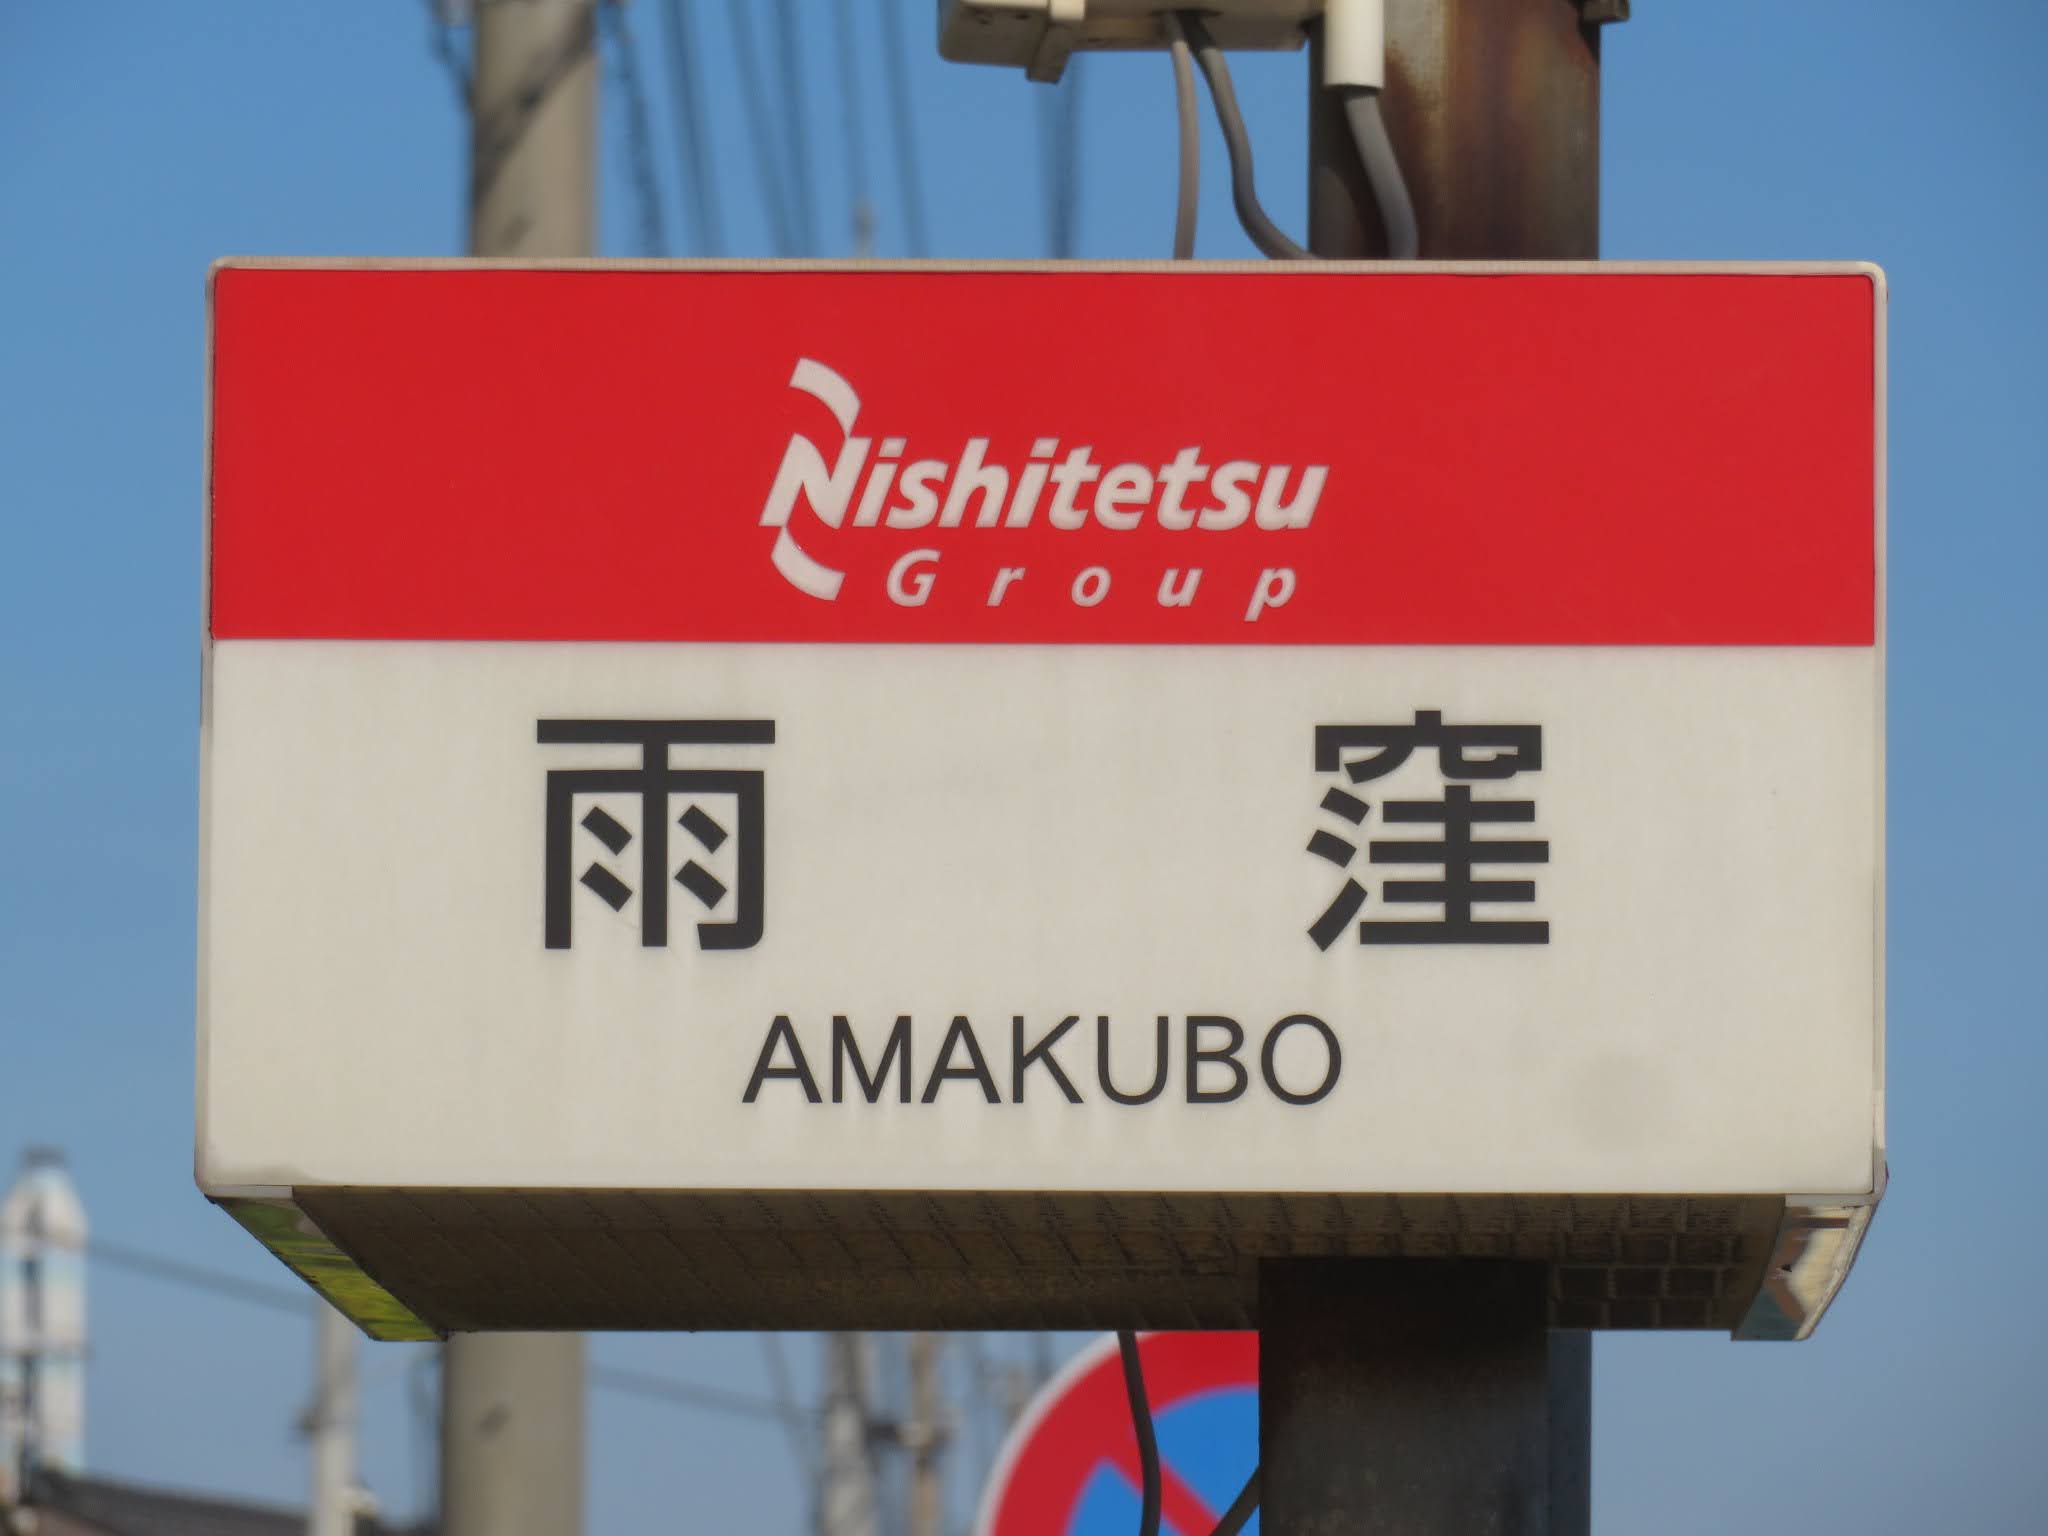 Nishitetsu
Group
雨窪
AMAKUBO